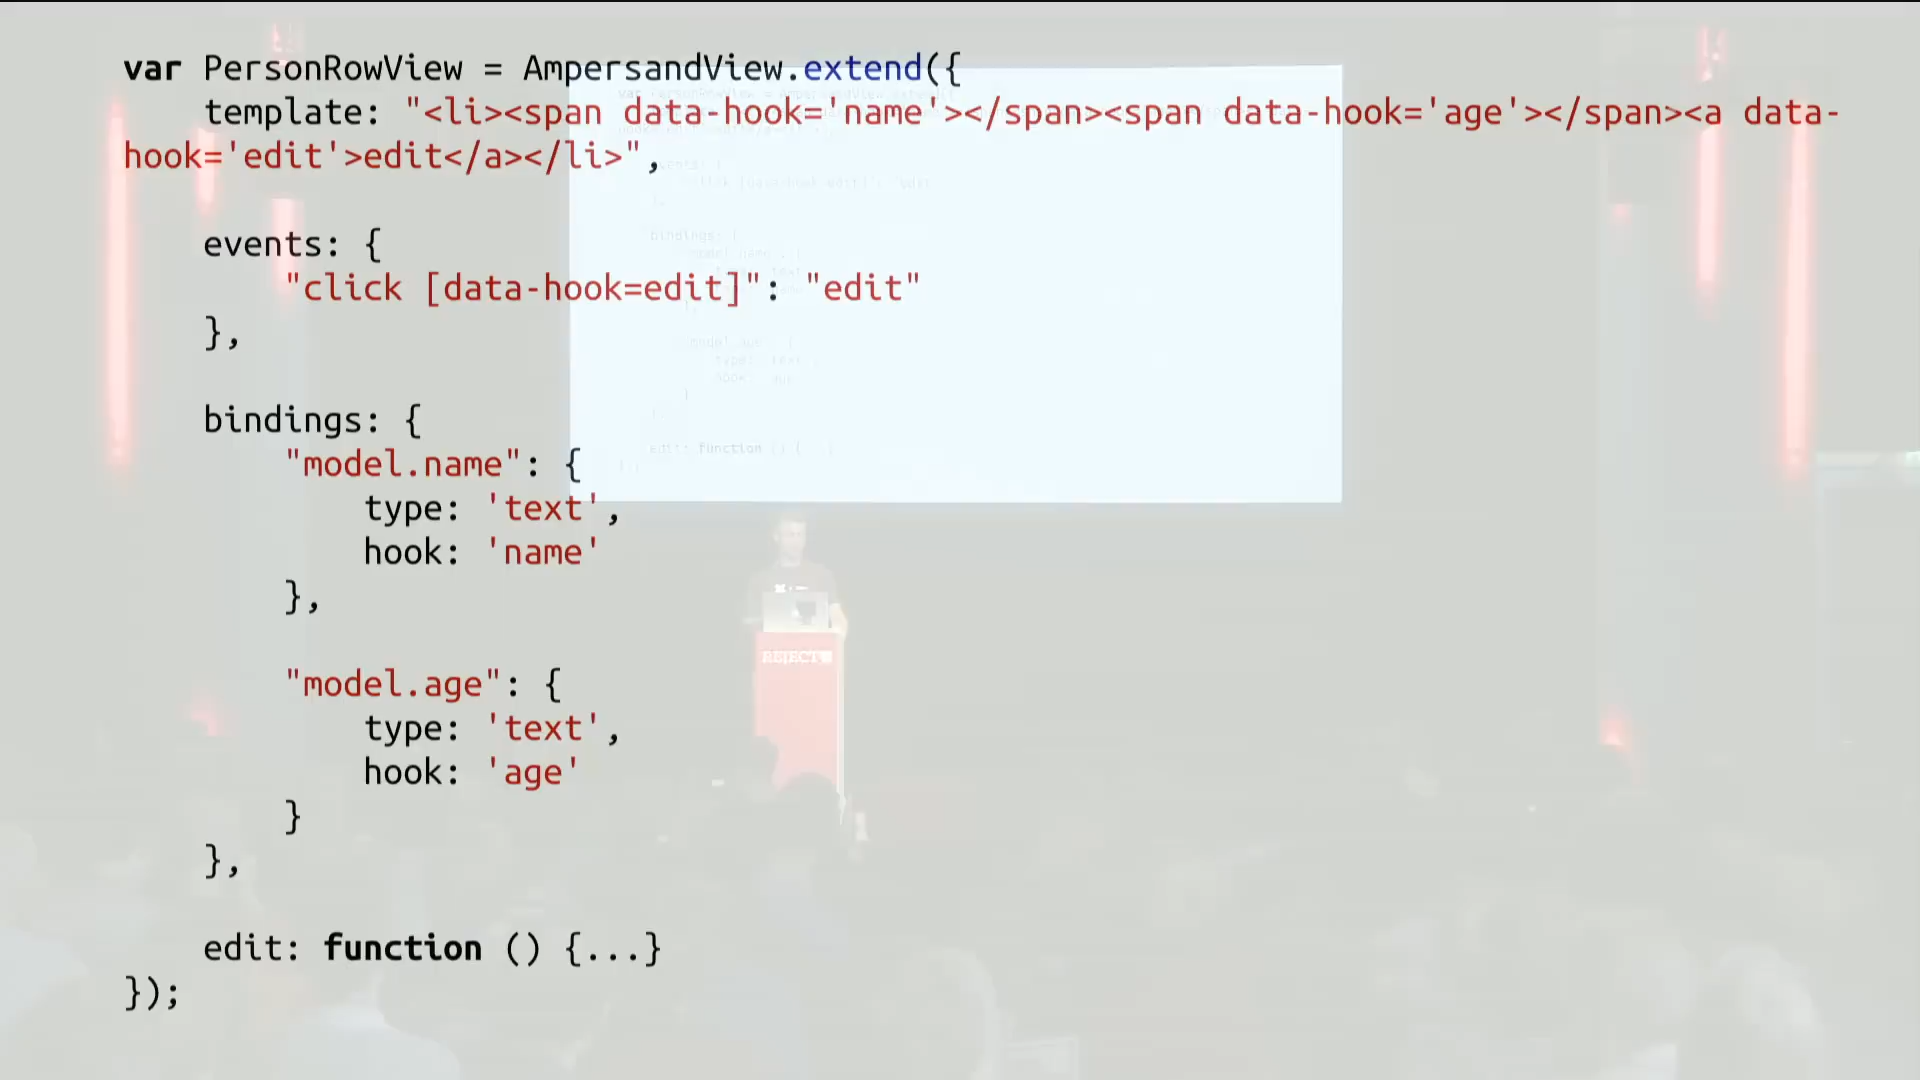 var PersonRowView = AmpersandView.extend({
    template: "<li><span data-hook='name'></span><span data-hook='age'></span><a data-
hook='edit'>edit</a></li>",

    events: {
        "click [data-hook=edit]": "edit"
    },

    bindings: {
        "model.name": {
            type: 'text',
            hook: 'name'
        },

        "model.age": {
            type: 'text',
            hook: 'age'
        }
    },

    edit: function () {...}
});
REJECT